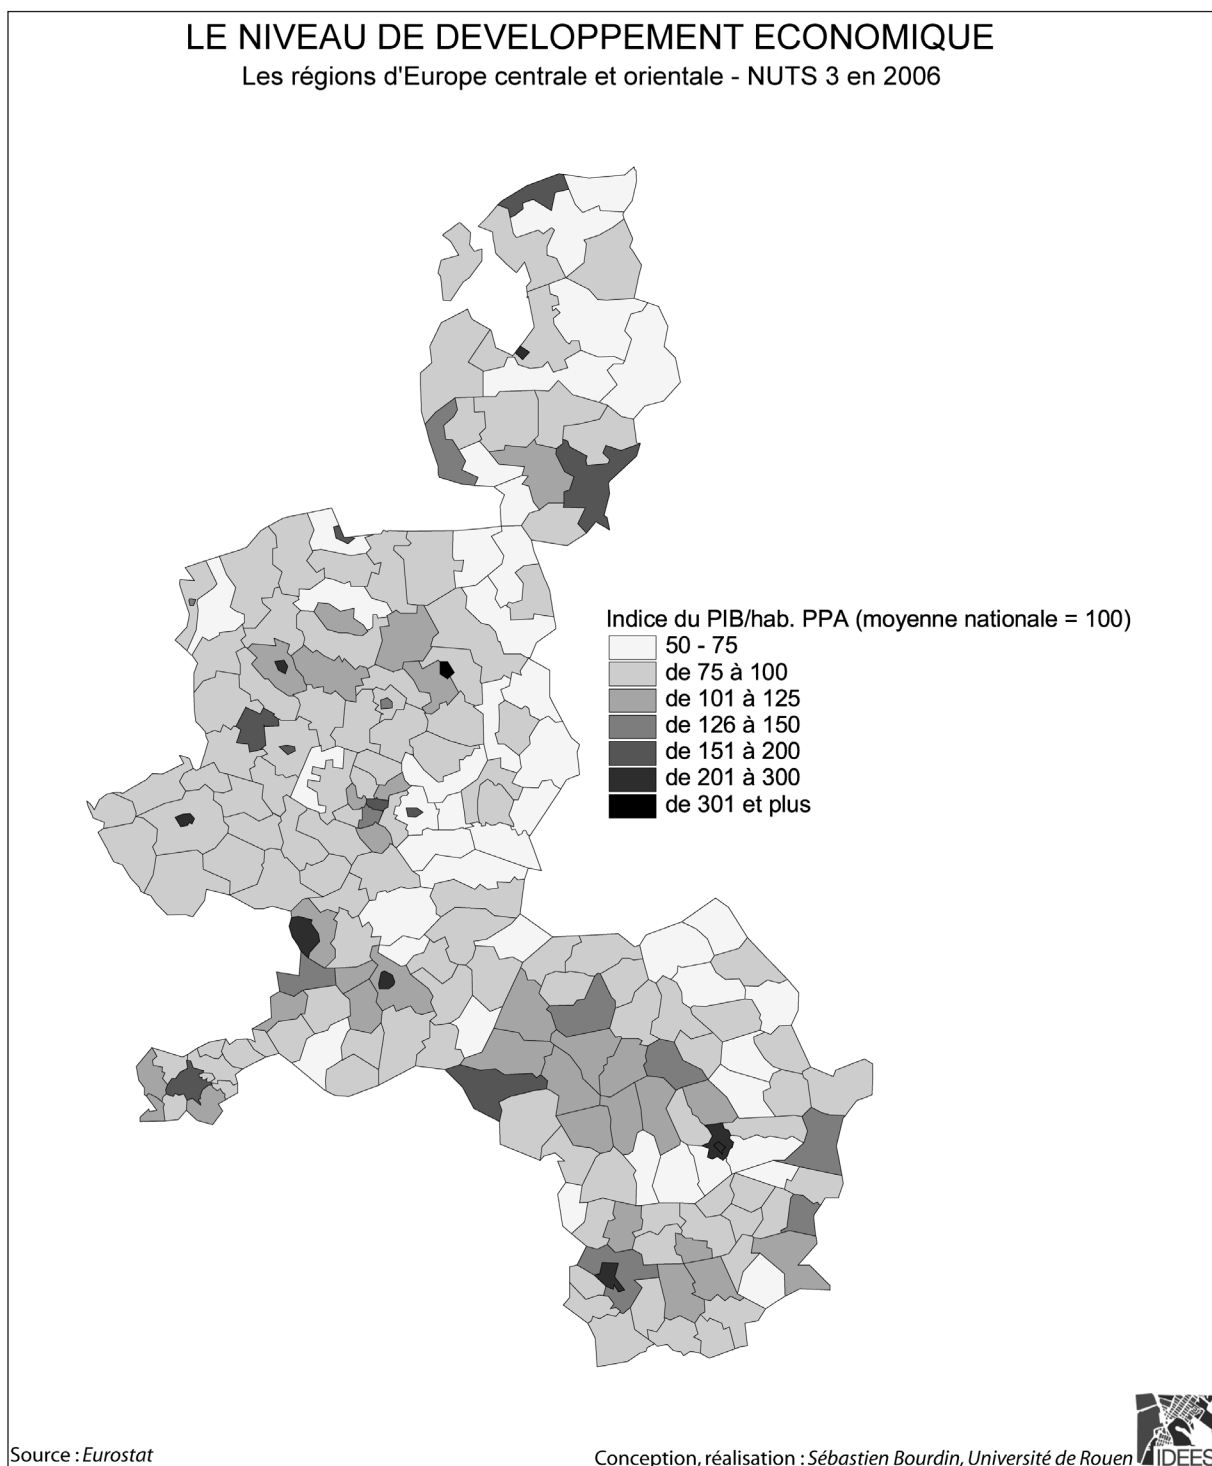 LE NIVEAU DE DEVELOPPEMENT ECONOMIQUE
Les régions d'Europe centrale et orientale - NUTS 3 en 2006
Indice du PIB/hab. PPA (moyenne nationale = 100)
50 - 75
de 75 à 100
de 101 à 125
de 126 à 150
de 151 à 200
de 201 à 300
de 301 et plus
Source : Eurostat
Conception, réalisation : Sébastien Bourdin, Université de Rouen
IDEES